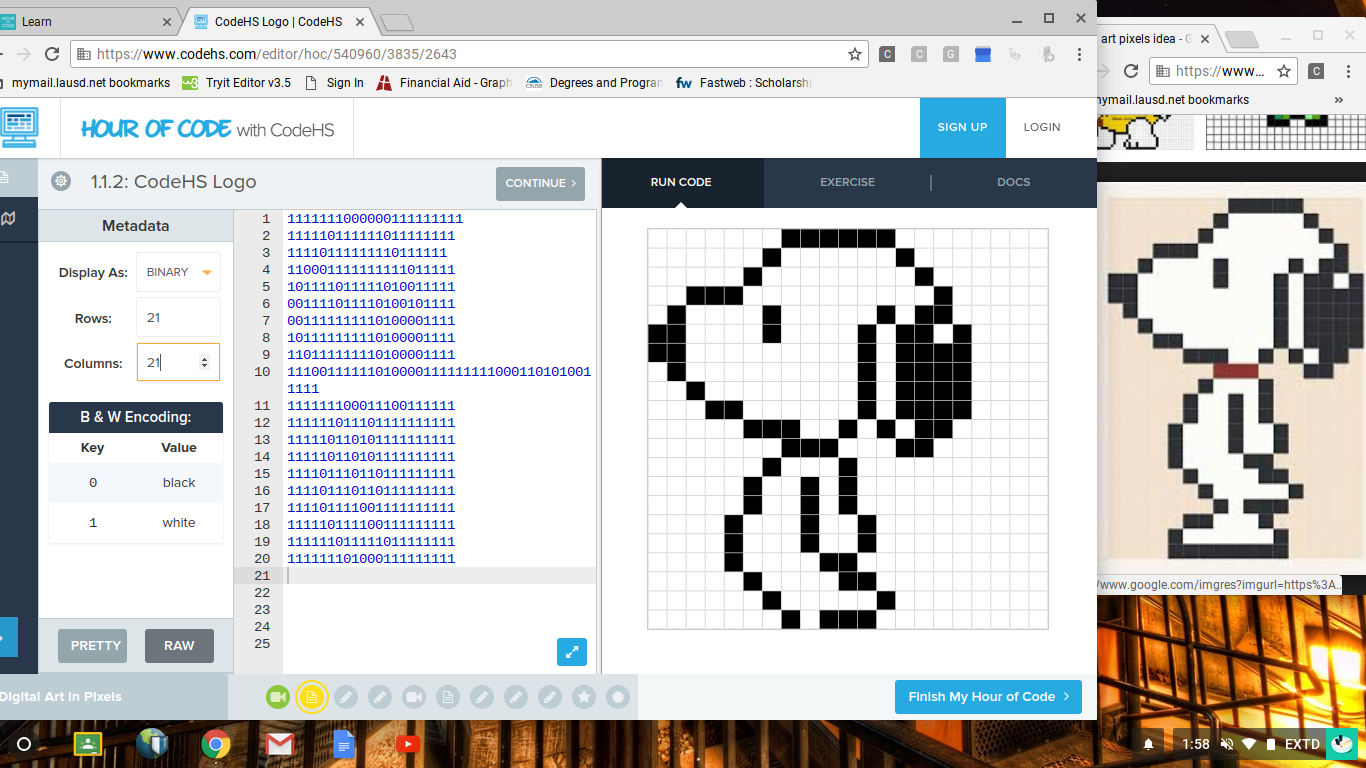 Learn
CodeHS Logo | CodeHS
https://www.codehs.com/editor/hoc/540960/3835/2643
mymail.lausd.net bookmarks
Tryit Editor v3.5
Sign In
Financial Aid - Graph
Degrees and Program
Fastweb : Scholarshi
HOUR OF CODE with CodeHS
SIGN UP
LOGIN
1.1.2: CodeHS Logo
CONTINUE >
RUN CODE
EXERCISE
DOCS
Metadata
Display As: BINARY
Rows: 21
Columns: 21
B & W Encoding:
Key Value
0 black
1 white
PRETTY
RAW
1 1111111000000111111111
2 111110111111011111111
3 11110111111110111111
4 110001111111111011111
5 101111011111010011111
6 001111011110100101111
7 001111111110100001111
8 101111111110100001111
9 110111111110100001111
10 11100111111010000111111111000110101001
1111
11 111111100011100111111
12 111111011101111111111
13 111110110101111111111
14 111110110101111111111
15 111101110110111111111
16 111101110110111111111
17 111101111001111111111
18 111110111100111111111
19 111111011111011111111
20 111111101000111111111
21
22
23
24
25
Digital Art in Pixels
Finish My Hour of Code >
art pixels idea - G
https://www...
mymail.lausd.net bookmarks
/www.google.com/imgres?imgurl=https%3A...
1:58
EXTD